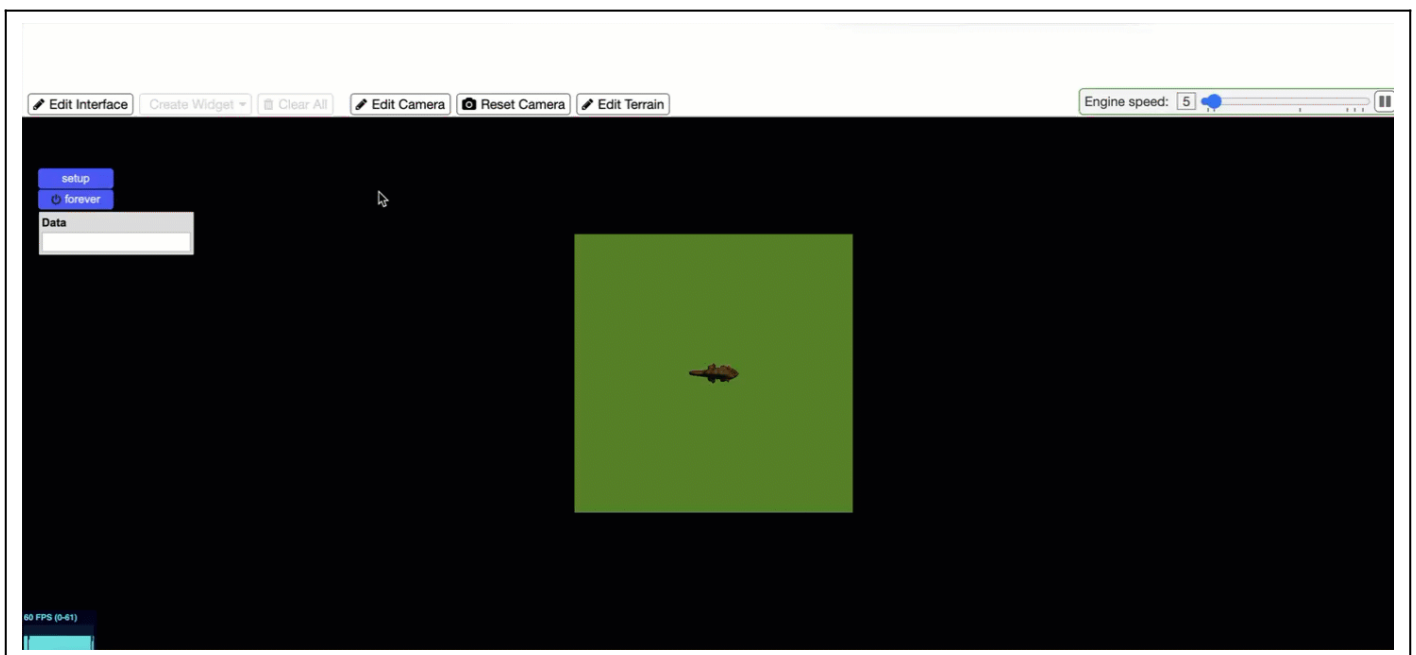 Edit Interface Create Widget Clear All Edit Camera Reset Camera Edit Terrain Engine speed: 5
setup
forever
Data
60 FPS (0-61)